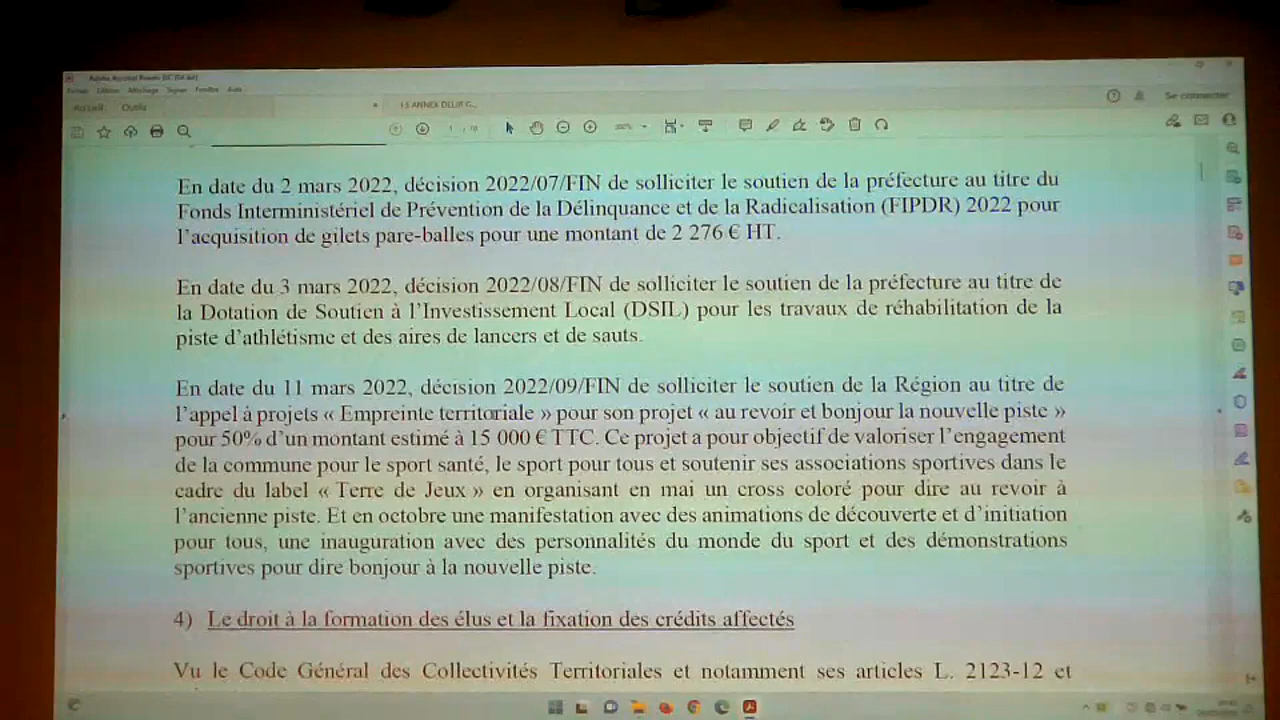 Accueil Outils
15 ANNEX DELIB G...
Se connecter
En date du 2 mars 2022, décision 2022/07/FIN de solliciter le soutien de la préfecture au titre du
Fonds Interministériel de Prévention de la Délinquance et de la Radicalisation (FIPDR) 2022 pour
l’acquisition de gilets pare-balles pour une montant de 2 276 € HT.
En date du 3 mars 2022, décision 2022/08/FIN de solliciter le soutien de la préfecture au titre de
la Dotation de Soutien à l’Investissement Local (DSIL) pour les travaux de réhabilitation de la
piste d’athlétisme et des aires de lancers et de sauts.
En date du 11 mars 2022, décision 2022/09/FIN de solliciter le soutien de la Région au titre de
l’appel à projets « Empreinte territoriale » pour son projet « au revoir et bonjour la nouvelle piste »
pour 50% d’un montant estimé à 15 000 € TTC. Ce projet a pour objectif de valoriser l’engagement
de la commune pour le sport santé, le sport pour tous et soutenir ses associations sportives dans le
cadre du label « Terre de Jeux » en organisant en mai un cross coloré pour dire au revoir à
l’ancienne piste. Et en octobre une manifestation avec des animations de découverte et d’initiation
pour tous, une inauguration avec des personnalités du monde du sport et des démonstrations
sportives pour dire bonjour à la nouvelle piste.
4) Le droit à la formation des élus et la fixation des crédits affectés
Vu le Code Général des Collectivités Territoriales et notamment ses articles L. 2123-12 et